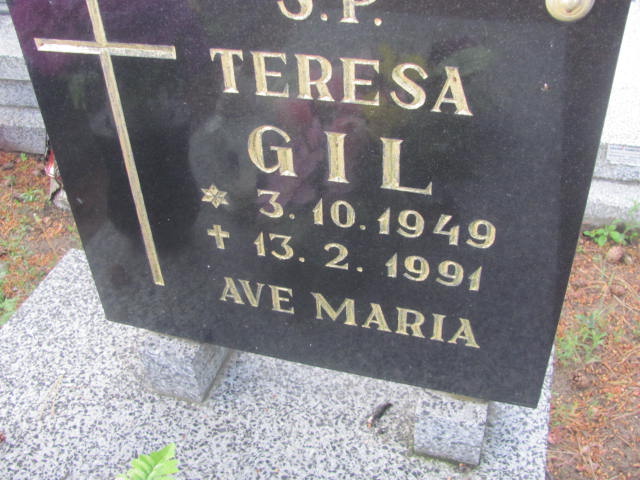 Ś.P.
TERESA
GIL
3. 10. 1949
13. 2. 1991
AVE MARIA